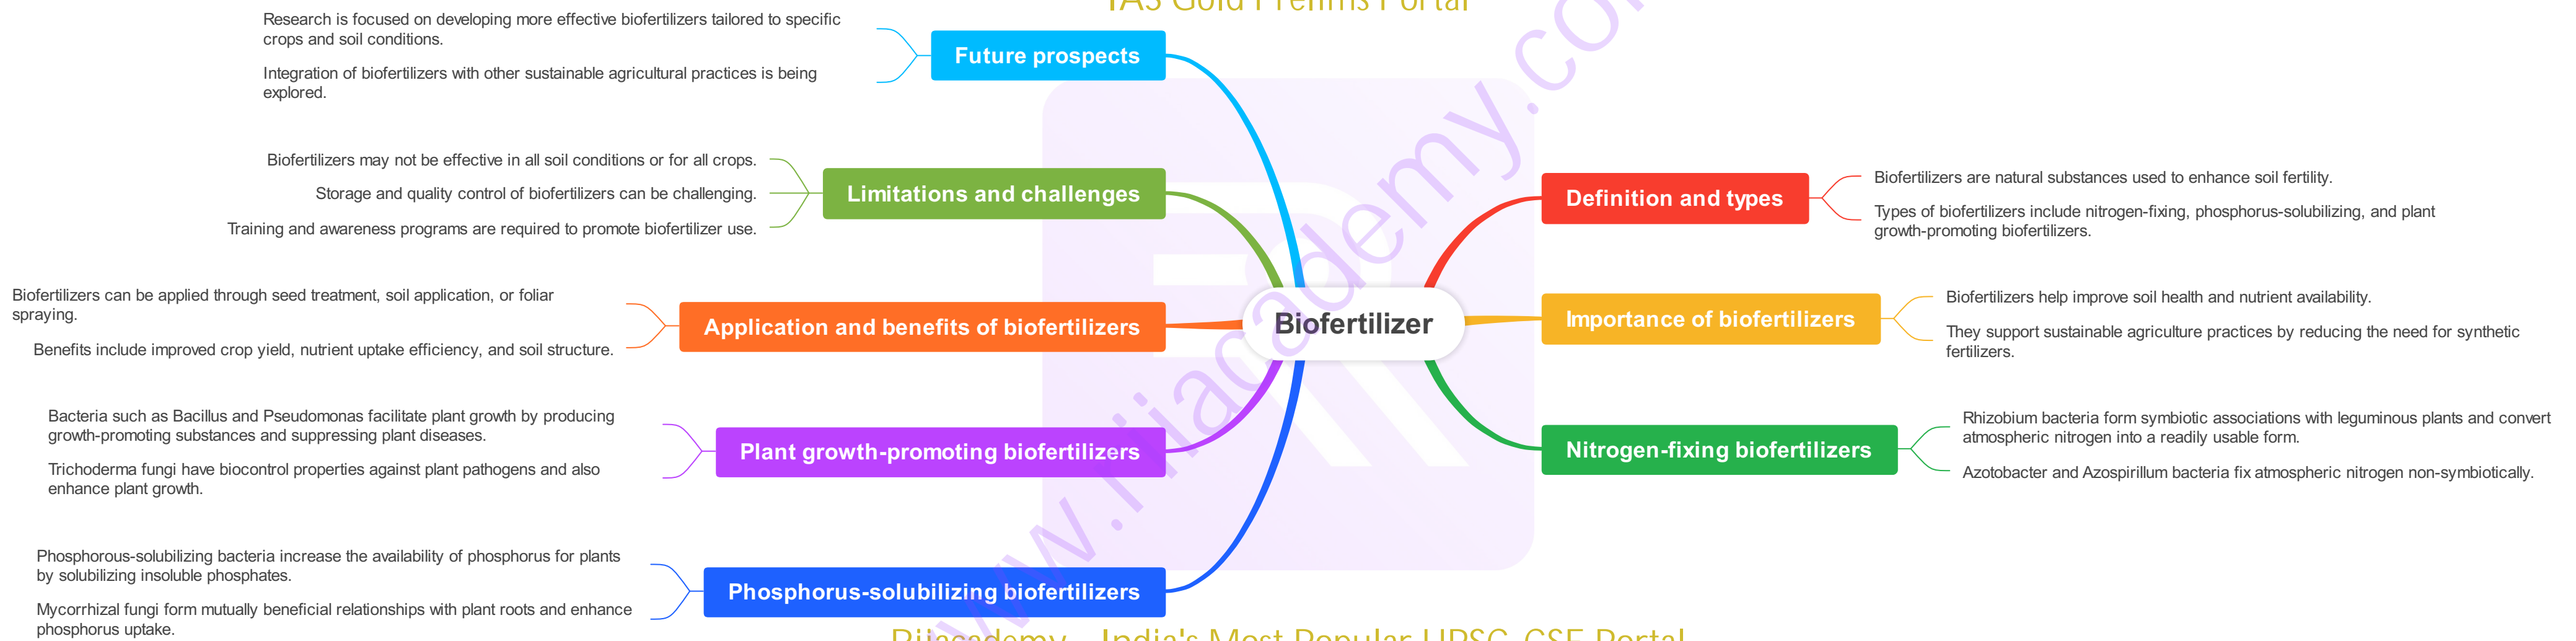 IAS Gold Prelims Portal
Research is focused on developing more effective biofertilizers tailored to specific
crops and soil conditions.
Integration of biofertilizers with other sustainable agricultural practices is being
explored.
Future prospects
Biofertilizers may not be effective in all soil conditions or for all crops.
Storage and quality control of biofertilizers can be challenging.
Training and awareness programs are required to promote biofertilizer use.
Limitations and challenges
Biofertilizers can be applied through seed treatment, soil application, or foliar
spraying.
Benefits include improved crop yield, nutrient uptake efficiency, and soil structure.
Application and benefits of biofertilizers
Bacteria such as Bacillus and Pseudomonas facilitate plant growth by producing
growth-promoting substances and suppressing plant diseases.
Trichoderma fungi have biocontrol properties against plant pathogens and also
enhance plant growth.
Plant growth-promoting biofertilizers
Phosphorous-solubilizing bacteria increase the availability of phosphorus for plants
by solubilizing insoluble phosphates.
Mycorrhizal fungi form mutually beneficial relationships with plant roots and enhance
phosphorus uptake.
Phosphorus-solubilizing biofertilizers
Biofertilizer
Definition and types
Biofertilizers are natural substances used to enhance soil fertility.
Types of biofertilizers include nitrogen-fixing, phosphorus-solubilizing, and plant
growth-promoting biofertilizers.
Importance of biofertilizers
Biofertilizers help improve soil health and nutrient availability.
They support sustainable agriculture practices by reducing the need for synthetic
fertilizers.
Nitrogen-fixing biofertilizers
Rhizobium bacteria form symbiotic associations with leguminous plants and convert
atmospheric nitrogen into a readily usable form.
Azotobacter and Azospirillum bacteria fix atmospheric nitrogen non-symbiotically.
www.rijacademy.com
Rijacademy - India's Most Popular UPSC-CSE Portal